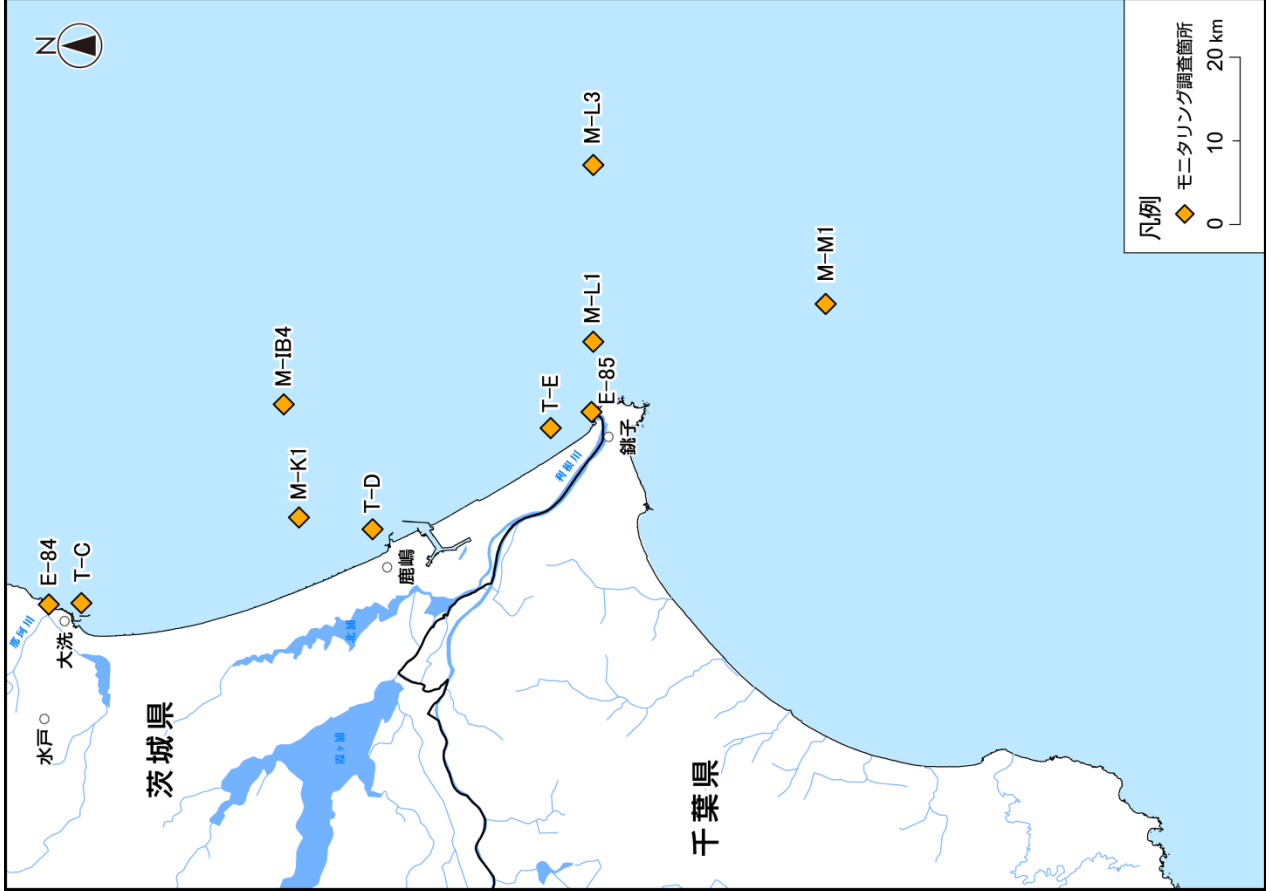 N
E-84
T-C
那珂川
大洗
水戸
茨城県
M-IB4
M-K1
T-D
鹿嶋
北浦
霞ヶ浦
M-L3
M-L1
T-E
E-85
利根川
銚子
M-M1
千葉県
凡例
モニタリング調査箇所
0 10 20 km